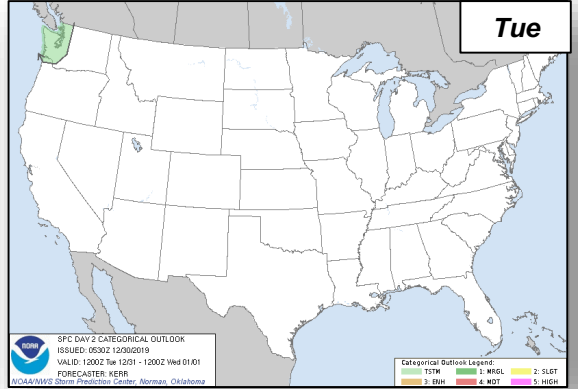 Tue
SPC DAY 2 CATEGORICAL OUTLOOK
ISSUED: 0530Z 12/30/2019
VALID: 1200Z Tue 12/31 - 1200Z Wed 01/01
FORECASTER: KERR
NOAA/NWS Storm Prediction Center, Norman, Oklahoma
NOAA
Categorical Outlook Legend:
TSTM 1: MRGL 2: SLGT
3: ENH 4: MDT 5: HIGH